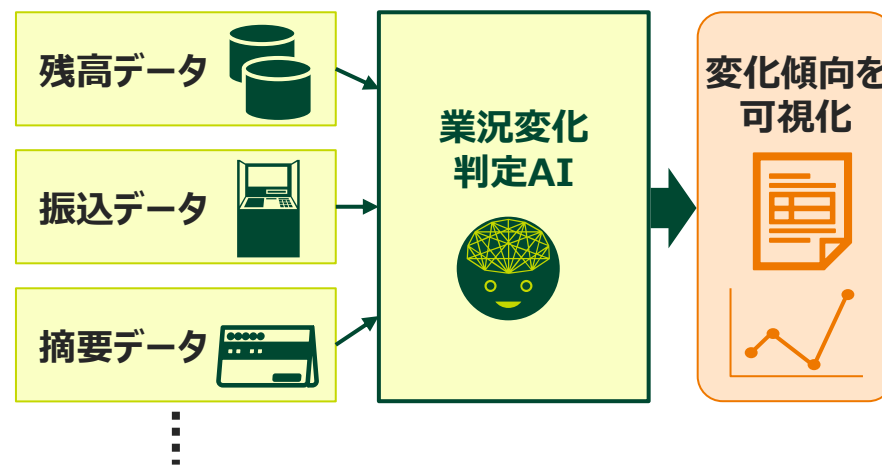 残高データ
振込データ
摘要データ
業況変化
判定AI
変化傾向を
可視化